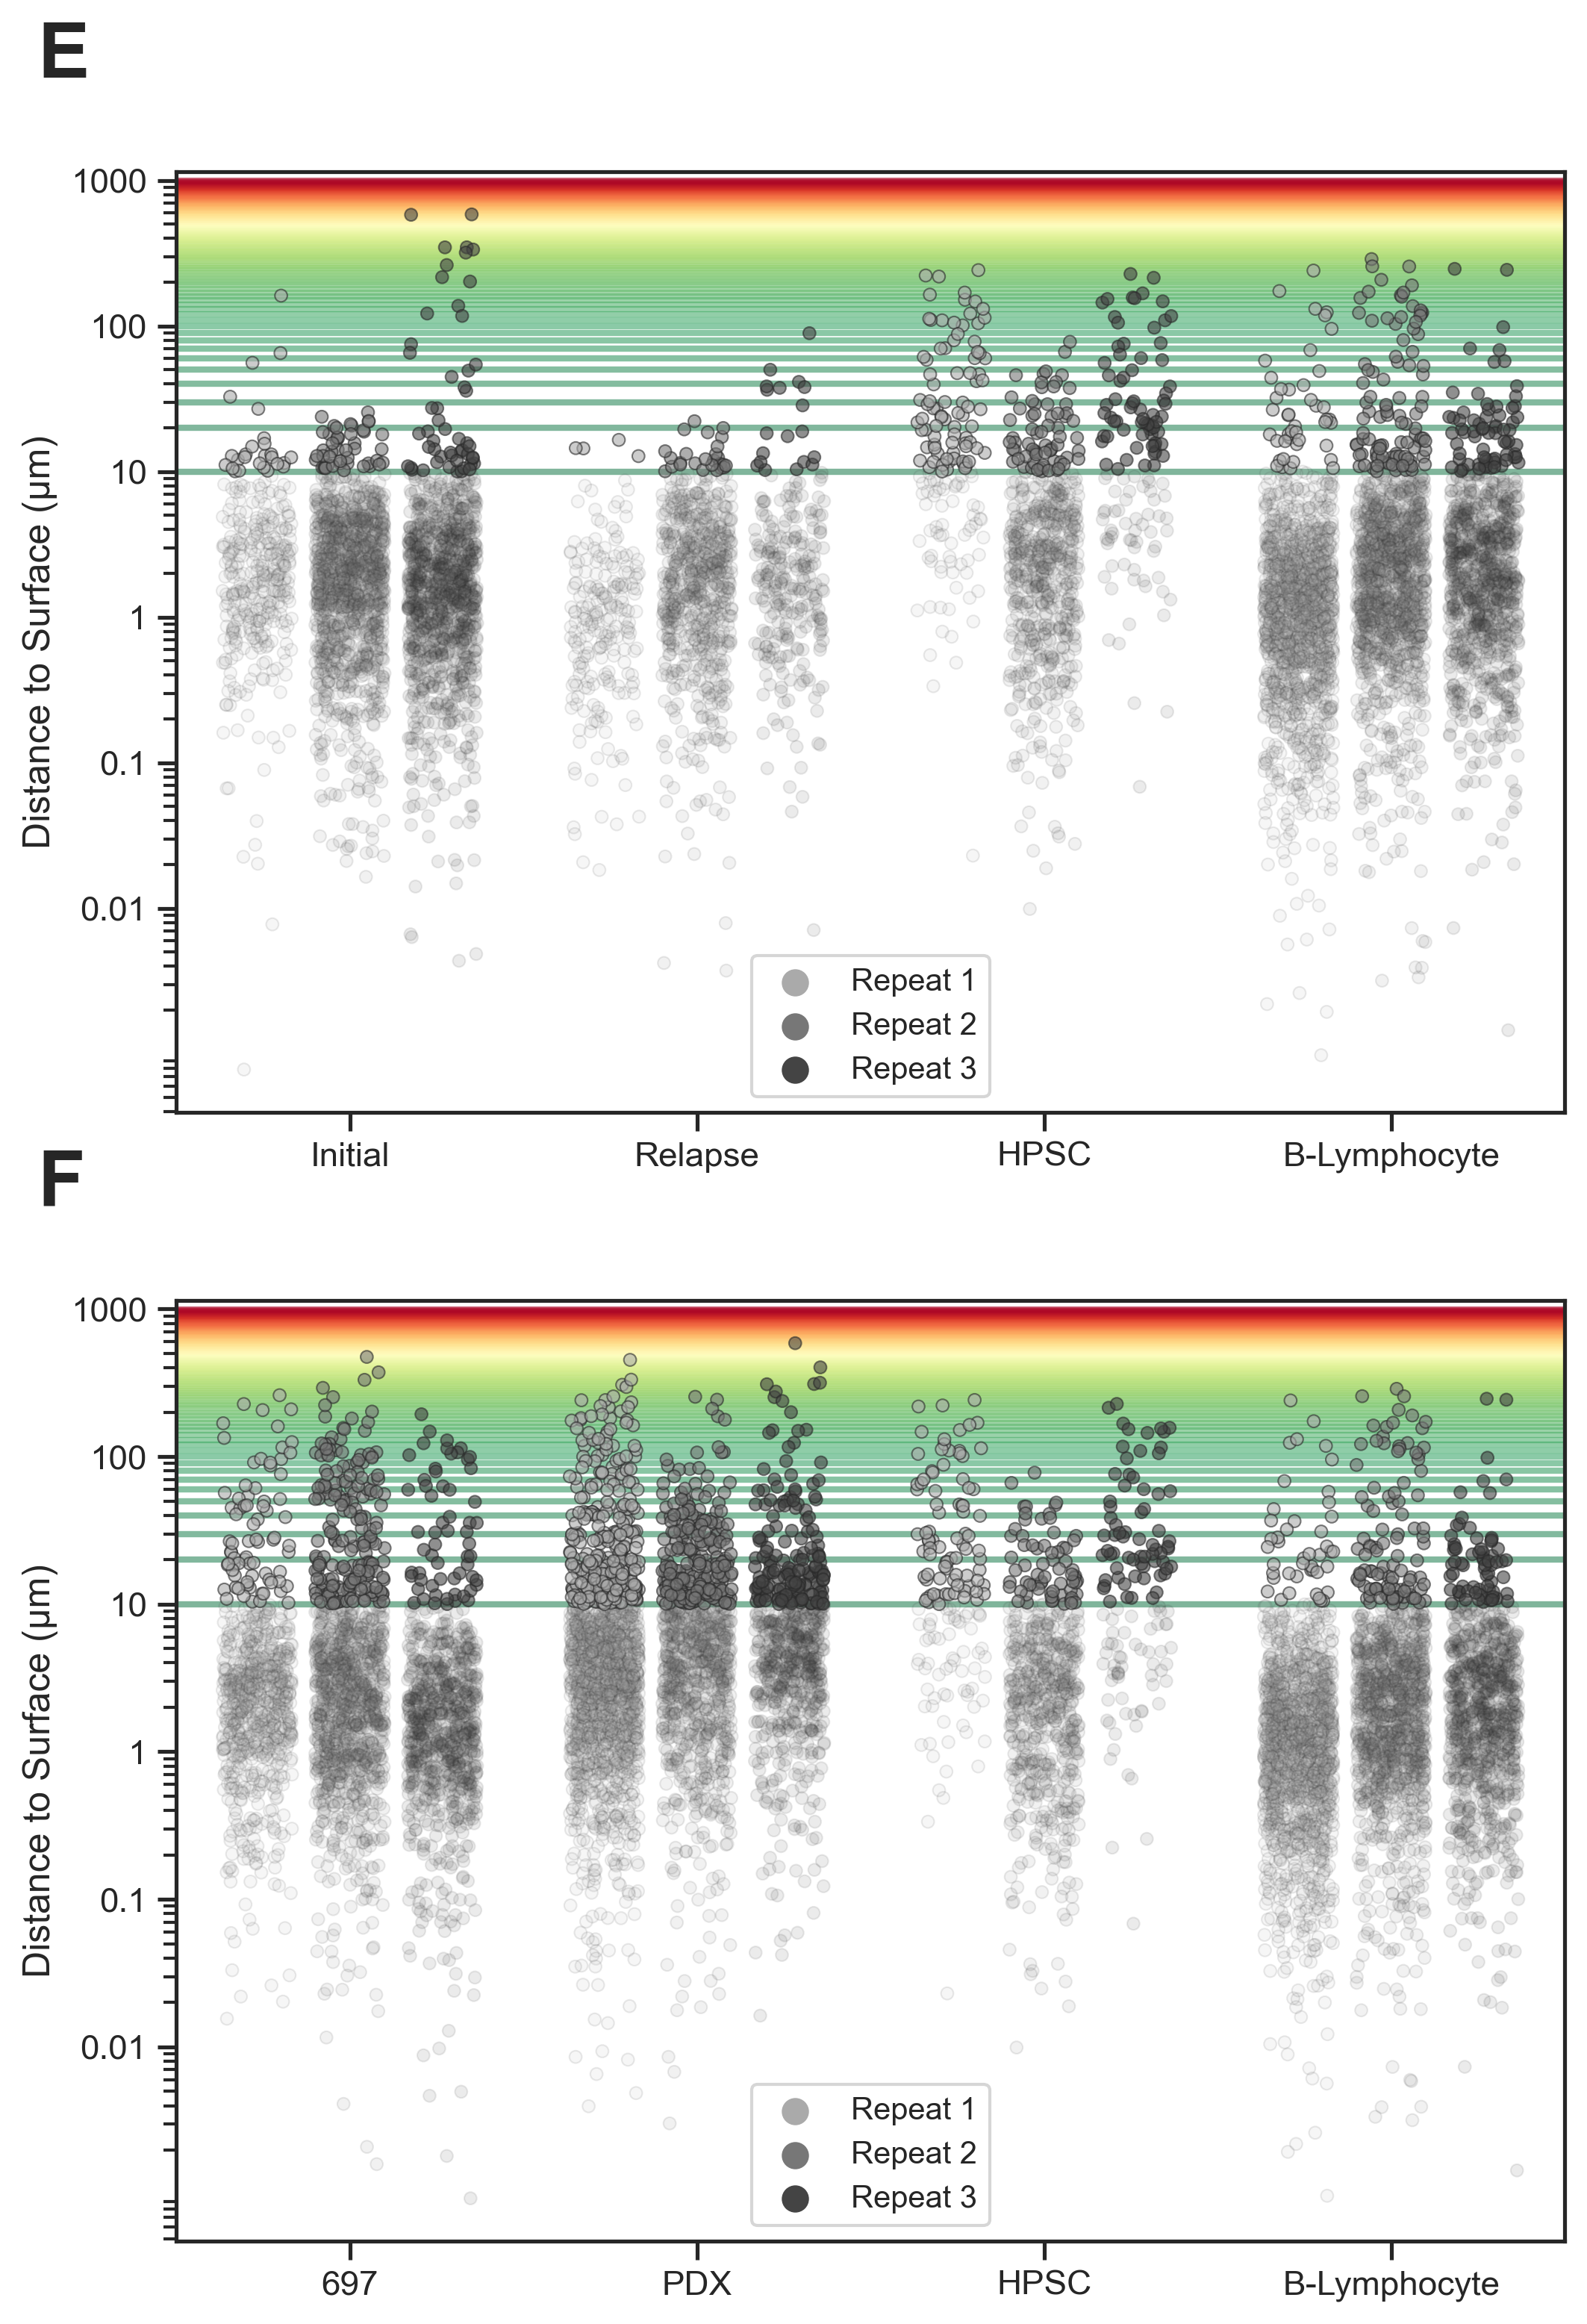 E
1000
100
10
1
0.1
0.01
Distance to Surface (µm)
Repeat 1
Repeat 2
Repeat 3
Initial Relapse HPSC B-Lymphocyte
F
1000
100
10
1
0.1
0.01
Distance to Surface (µm)
Repeat 1
Repeat 2
Repeat 3
697 PDX HPSC B-Lymphocyte